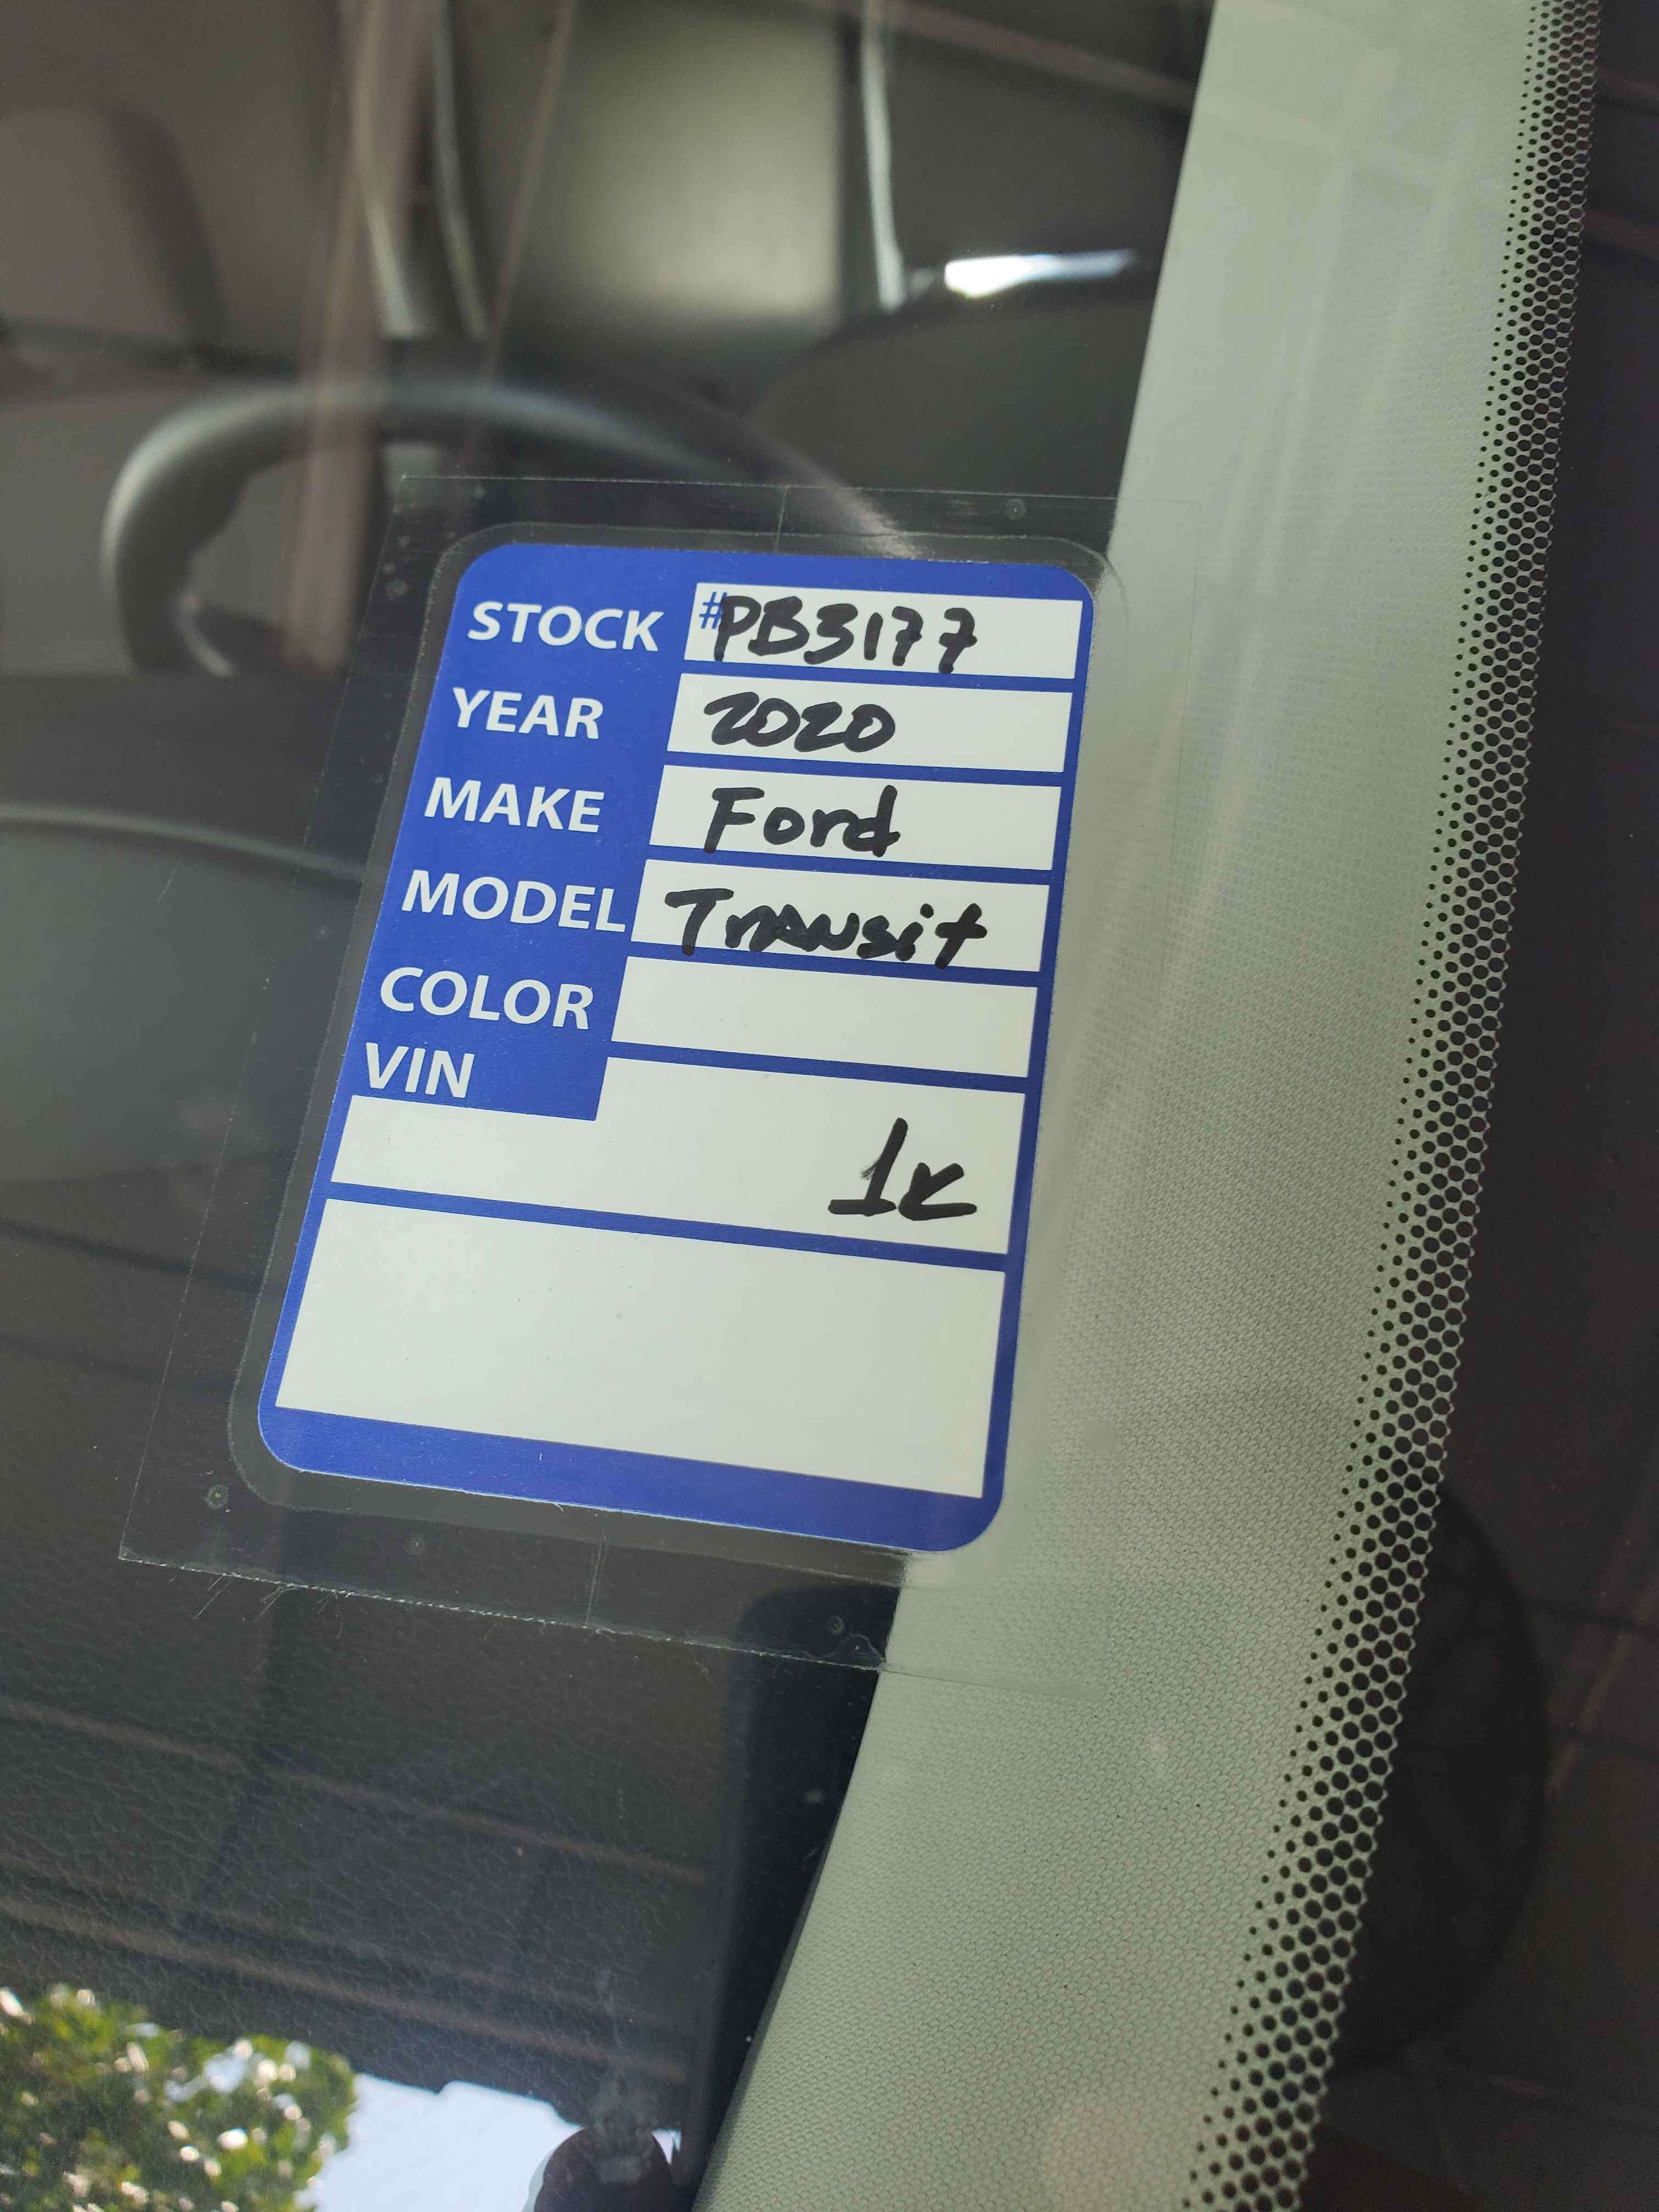 STOCK #PB3177
YEAR 2020
MAKE Ford
MODEL Transit
COLOR
VIN
1k